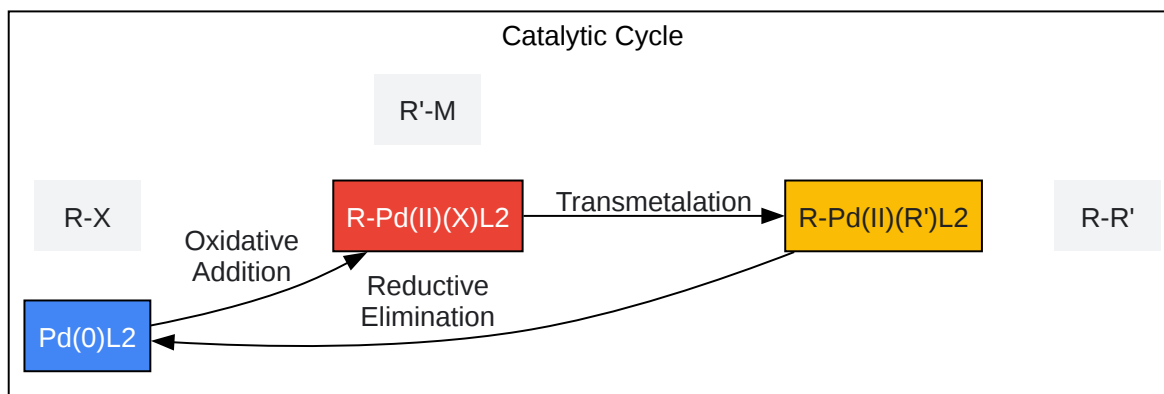 Catalytic Cycle
R'-M
R-X
R-Pd(II)(X)L2
Transmetalation
R-Pd(II)(R')L2
R-R'
Oxidative
Addition
Reductive
Elimination
Pd(0)L2